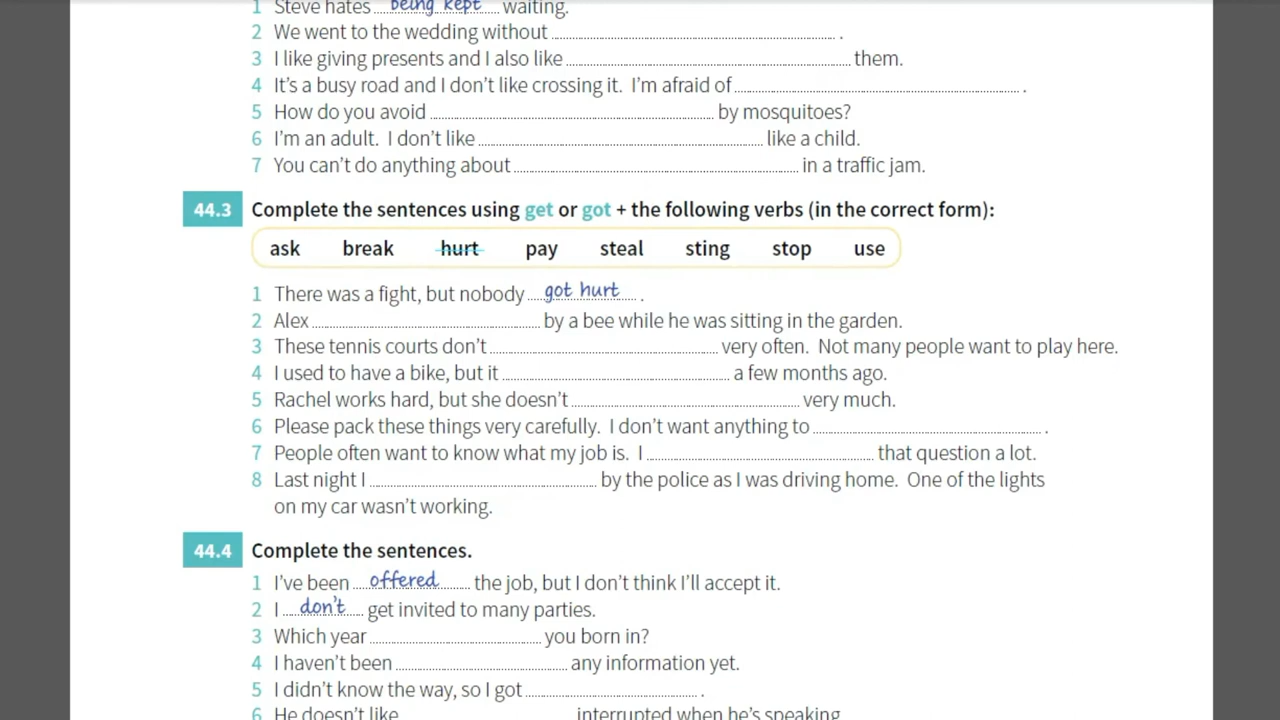 1 Steve hates being kept waiting.
2 We went to the wedding without .
3 I like giving presents and I also like them.
4 It’s a busy road and I don’t like crossing it. I’m afraid of .
5 How do you avoid by mosquitoes?
6 I’m an adult. I don’t like like a child.
7 You can’t do anything about in a traffic jam.
44.3 Complete the sentences using get or got + the following verbs (in the correct form):
ask break hurt pay steal sting stop use
1 There was a fight, but nobody got hurt .
2 Alex by a bee while he was sitting in the garden.
3 These tennis courts don’t very often. Not many people want to play here.
4 I used to have a bike, but it a few months ago.
5 Rachel works hard, but she doesn’t very much.
6 Please pack these things very carefully. I don’t want anything to .
7 People often want to know what my job is. I that question a lot.
8 Last night I by the police as I was driving home. One of the lights
on my car wasn’t working.
44.4 Complete the sentences.
1 I’ve been offered the job, but I don’t think I’ll accept it.
2 I don’t get invited to many parties.
3 Which year you born in?
4 I haven’t been any information yet.
5 I didn’t know the way, so I got .
6 He doesn’t like interrupted when he’s speaking